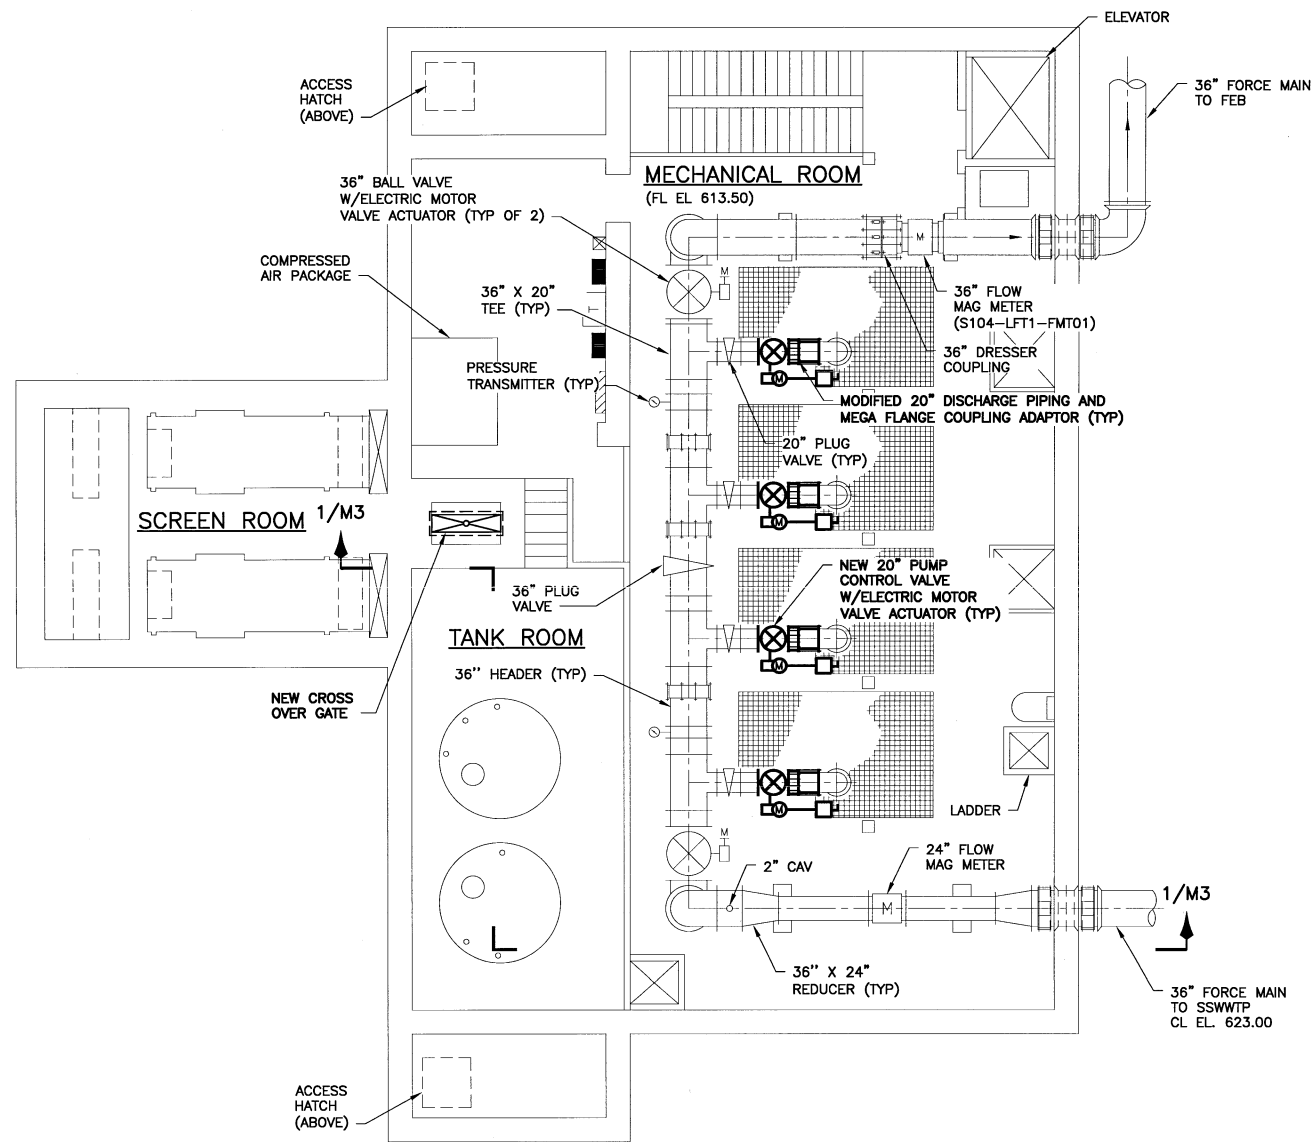 ELEVATOR
ACCESS
HATCH
(ABOVE)
36" FORCE MAIN
TO FEB
MECHANICAL ROOM
(FL EL 613.50)
36" BALL VALVE
W/ELECTRIC MOTOR
VALVE ACTUATOR (TYP OF 2)
M
COMPRESSED
AIR PACKAGE
M
36" X 20"
TEE (TYP)
36" FLOW
MAG METER
(S104-LFT1-FMT01)
36" DRESSER
COUPLING
PRESSURE
TRANSMITTER (TYP)
M
MODIFIED 20" DISCHARGE PIPING AND
MEGA FLANGE COUPLING ADAPTOR (TYP)
20" PLUG
VALVE (TYP)
SCREEN ROOM
1/M3
M
36" PLUG
VALVE
NEW 20" PUMP
CONTROL VALVE
W/ELECTRIC MOTOR
VALVE ACTUATOR (TYP)
TANK ROOM
36'' HEADER (TYP)
M
NEW CROSS
OVER GATE
LADDER
M
M
24" FLOW
MAG METER
2" CAV
M
1/M3
36'' X 24"
REDUCER (TYP)
36" FORCE MAIN
TO SSWWTP
CL EL. 623.00
ACCESS
HATCH
(ABOVE)